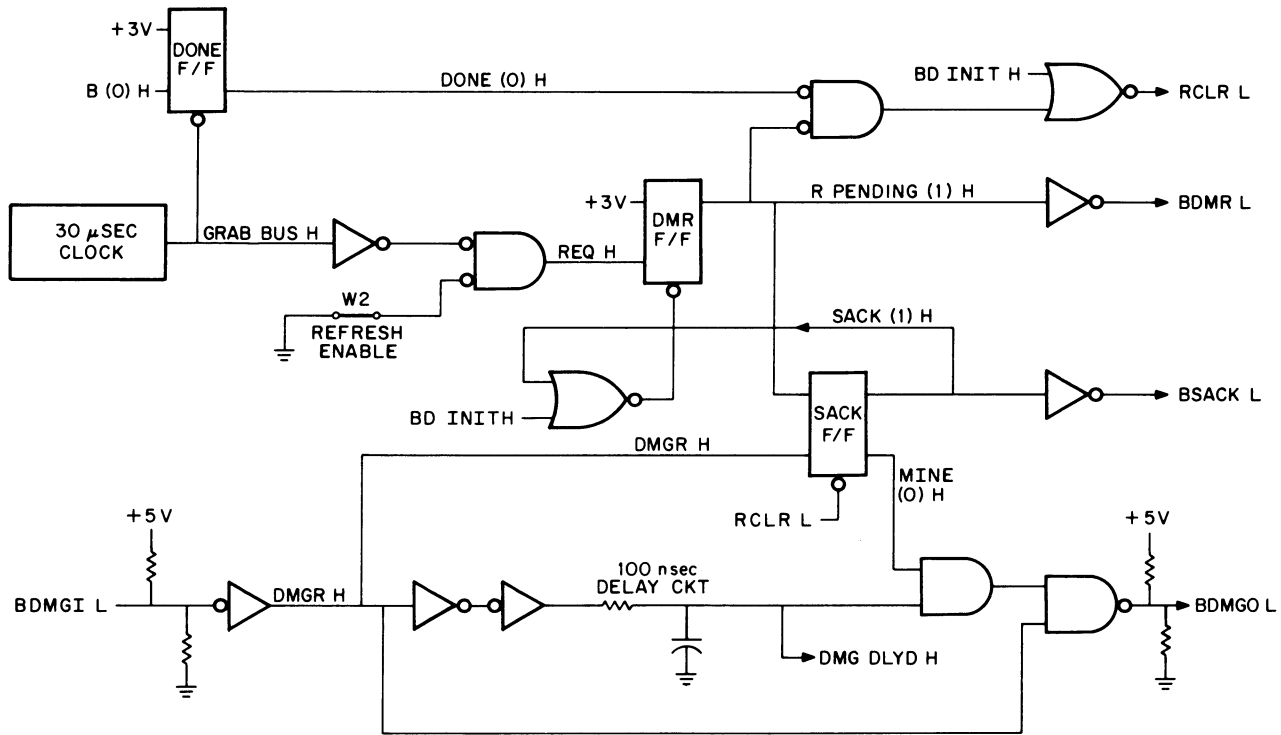 +3V
DONE
F/F
B (0) H
DONE (0) H
BD INIT H
RCLR L
30 μSEC
CLOCK
GRAB BUS H
REQ H
+3V
DMR
F/F
R PENDING (1) H
BDMR L
W2
REFRESH
ENABLE
SACK (1) H
BD INITH
SACK
F/F
BSACK L
DMGR H
MINE
(0) H
RCLR L
+5V
BDMGI L
DMGR H
100 nsec
DELAY CKT
DMG DLYD H
+5V
BDMGO L